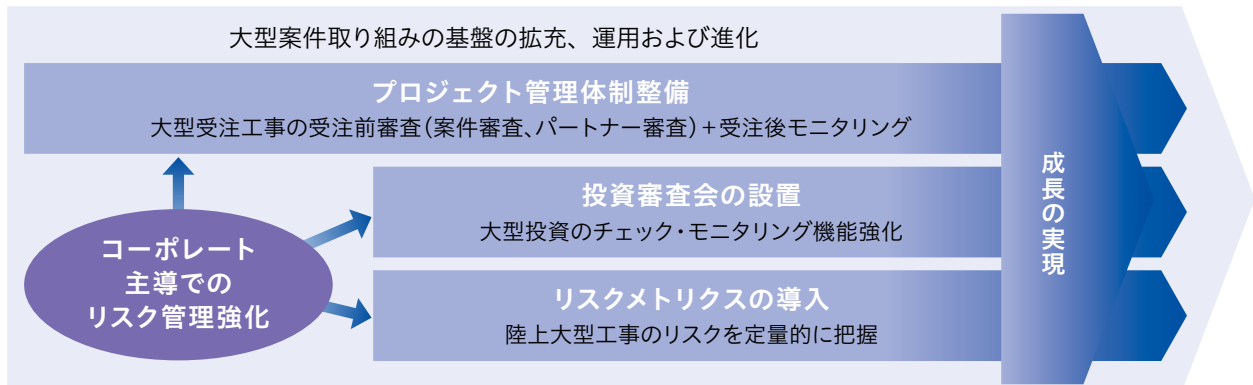 大型案件取り組みの基盤の拡充、運用および進化
プロジェクト管理体制整備
大型受注工事の受注前審査(案件審査、パートナー審査)+受注後モニタリング
投資審査会の設置
大型投資のチェック・モニタリング機能強化
リスクメトリクスの導入
陸上大型工事のリスクを定量的に把握
コーポレート
主導での
リスク管理強化
成長の実現